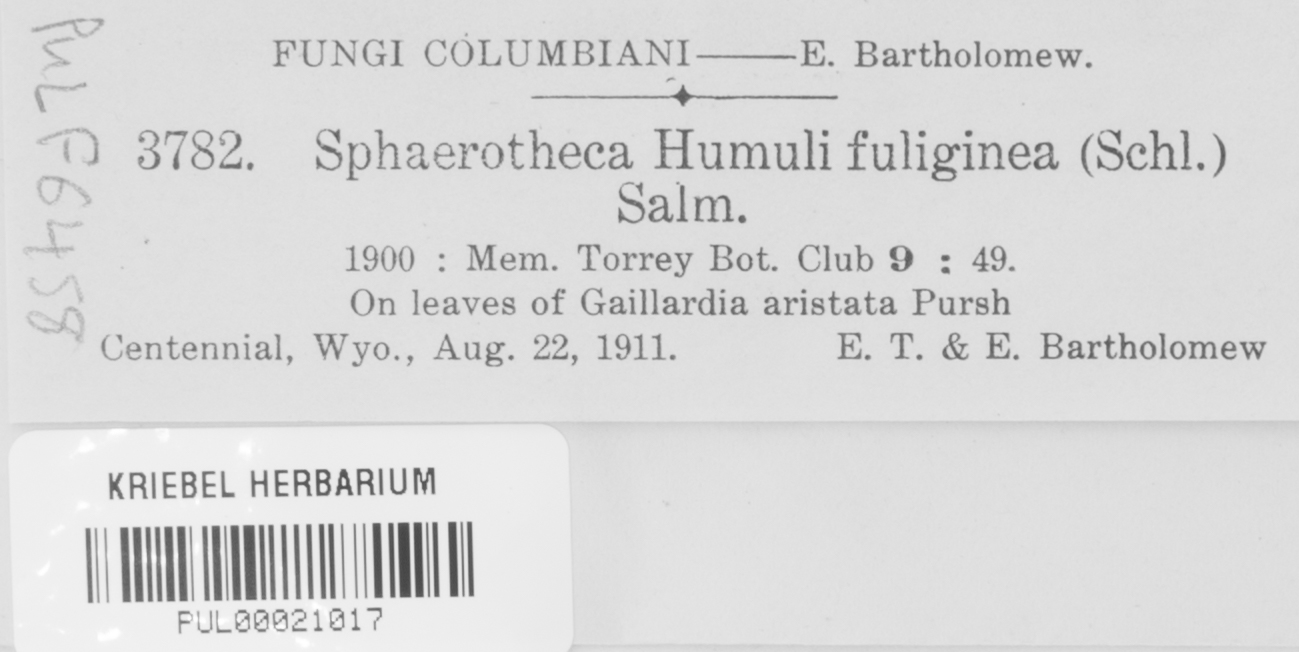 FUNGI COLUMBIANI——E. Bartholomew.
3782. Sphaerotheca Humuli fuliginea (Schl.)
Salm.
1900 : Mem. Torrey Bot. Club 9 : 49.
On leaves of Gaillardia aristata Pursh
Centennial, Wyo., Aug. 22, 1911. E. T. & E. Bartholomew
PUL F6458
KRIEBEL HERBARIUM
PUL00021017